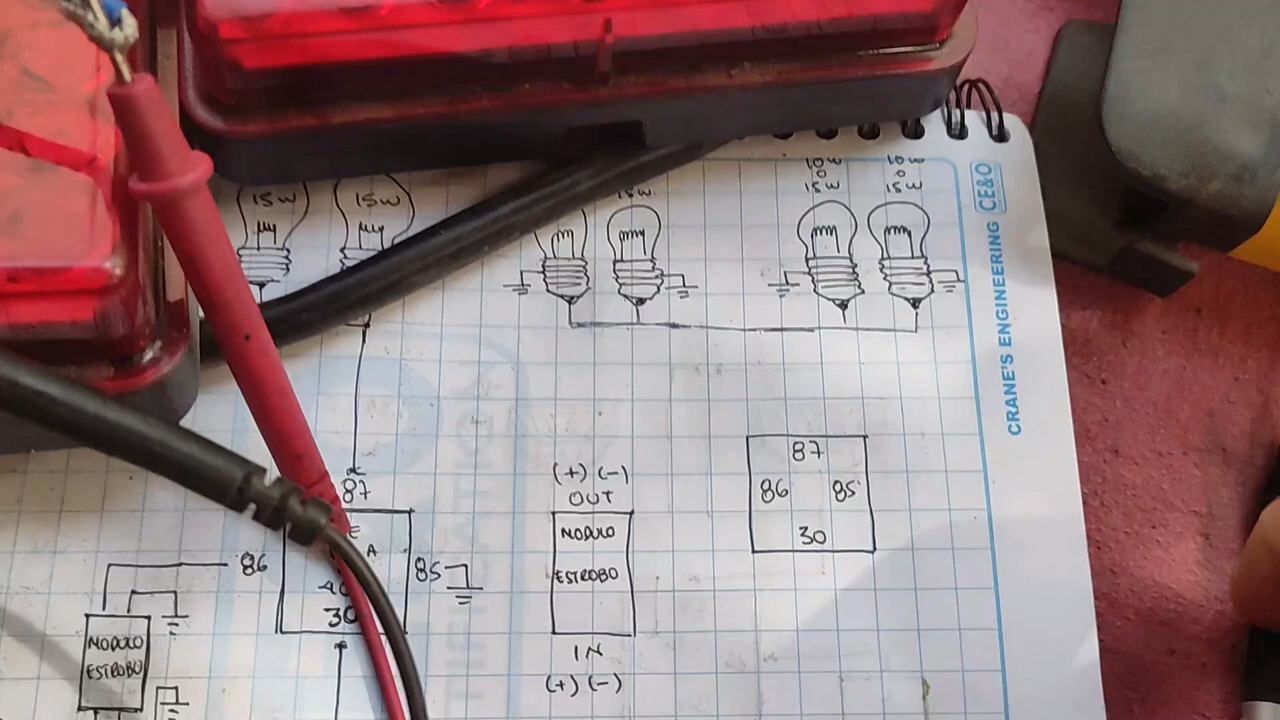 15W
15W
15W
10W
O
15W
10W
O
15W
CRANE'S ENGINEERING CE&O
87
86
85
30
(+) (-)
OUT
MODULO
ESTROBO
IN
(+) (-)
87
86
85
30
MODULO
ESTROBO